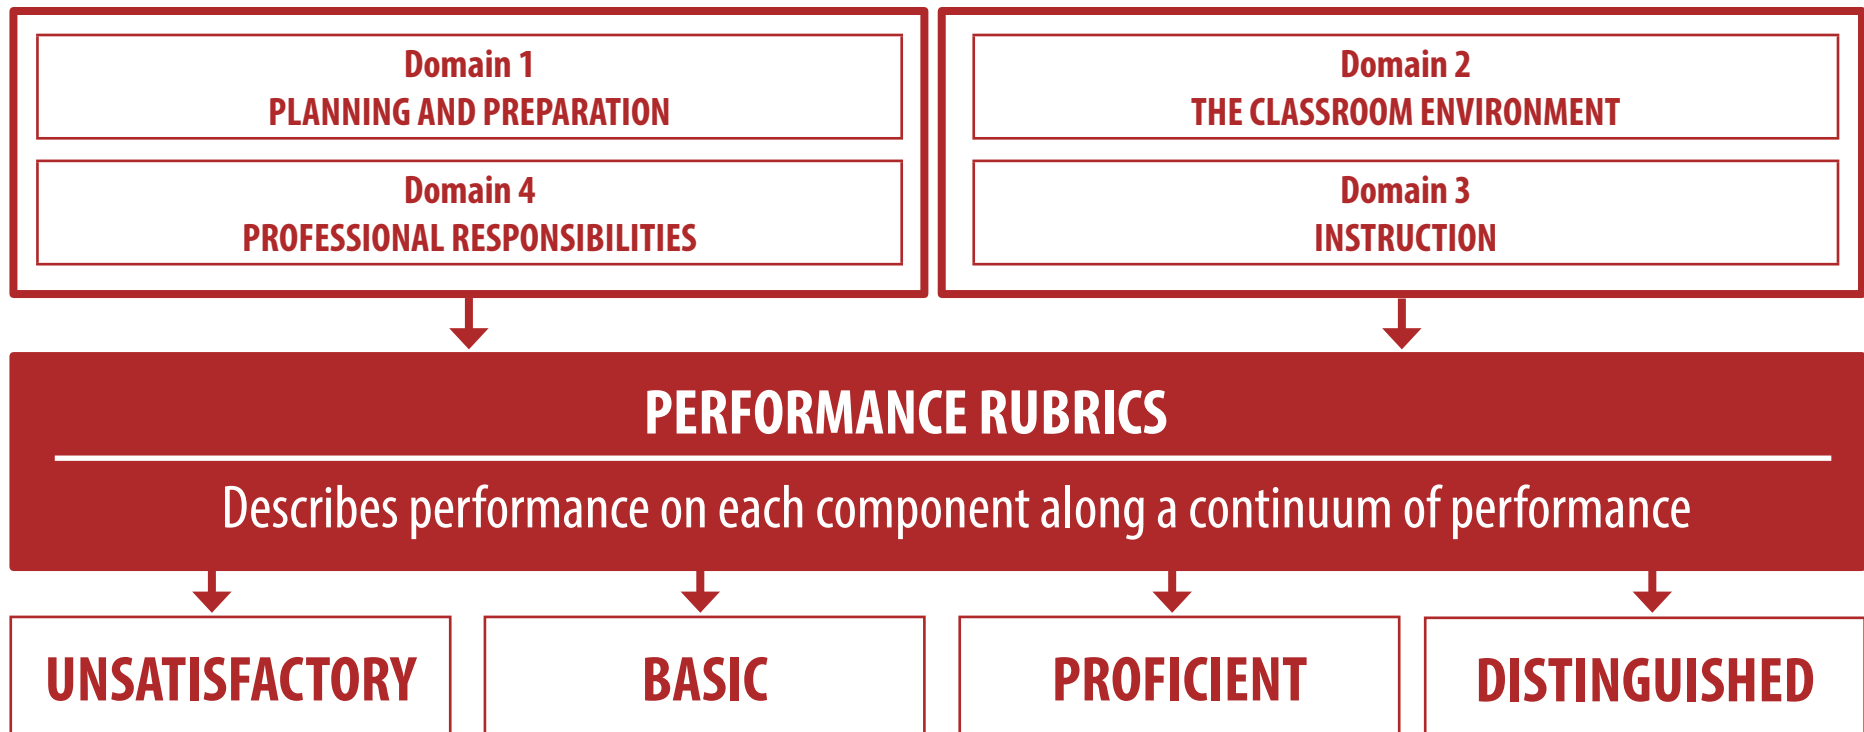 Domain 1
PLANNING AND PREPARATION
Domain 4
PROFESSIONAL RESPONSIBILITIES
Domain 2
THE CLASSROOM ENVIRONMENT
Domain 3
INSTRUCTION
PERFORMANCE RUBRICS
Describes performance on each component along a continuum of performance
UNSATISFACTORY
BASIC
PROFICIENT
DISTINGUISHED